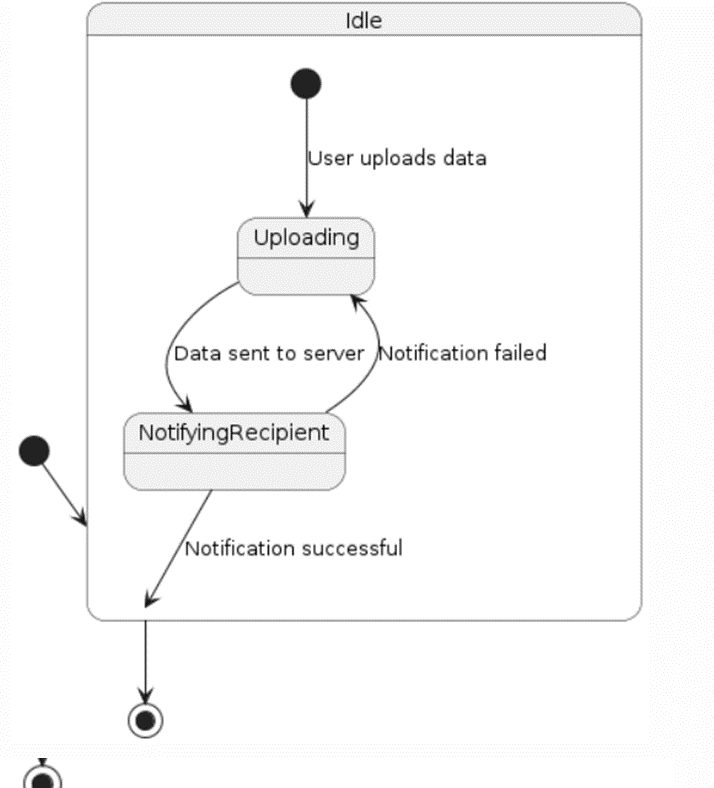 Idle
User uploads data
Uploading
Data sent to server
Notification failed
NotifyingRecipient
Notification successful